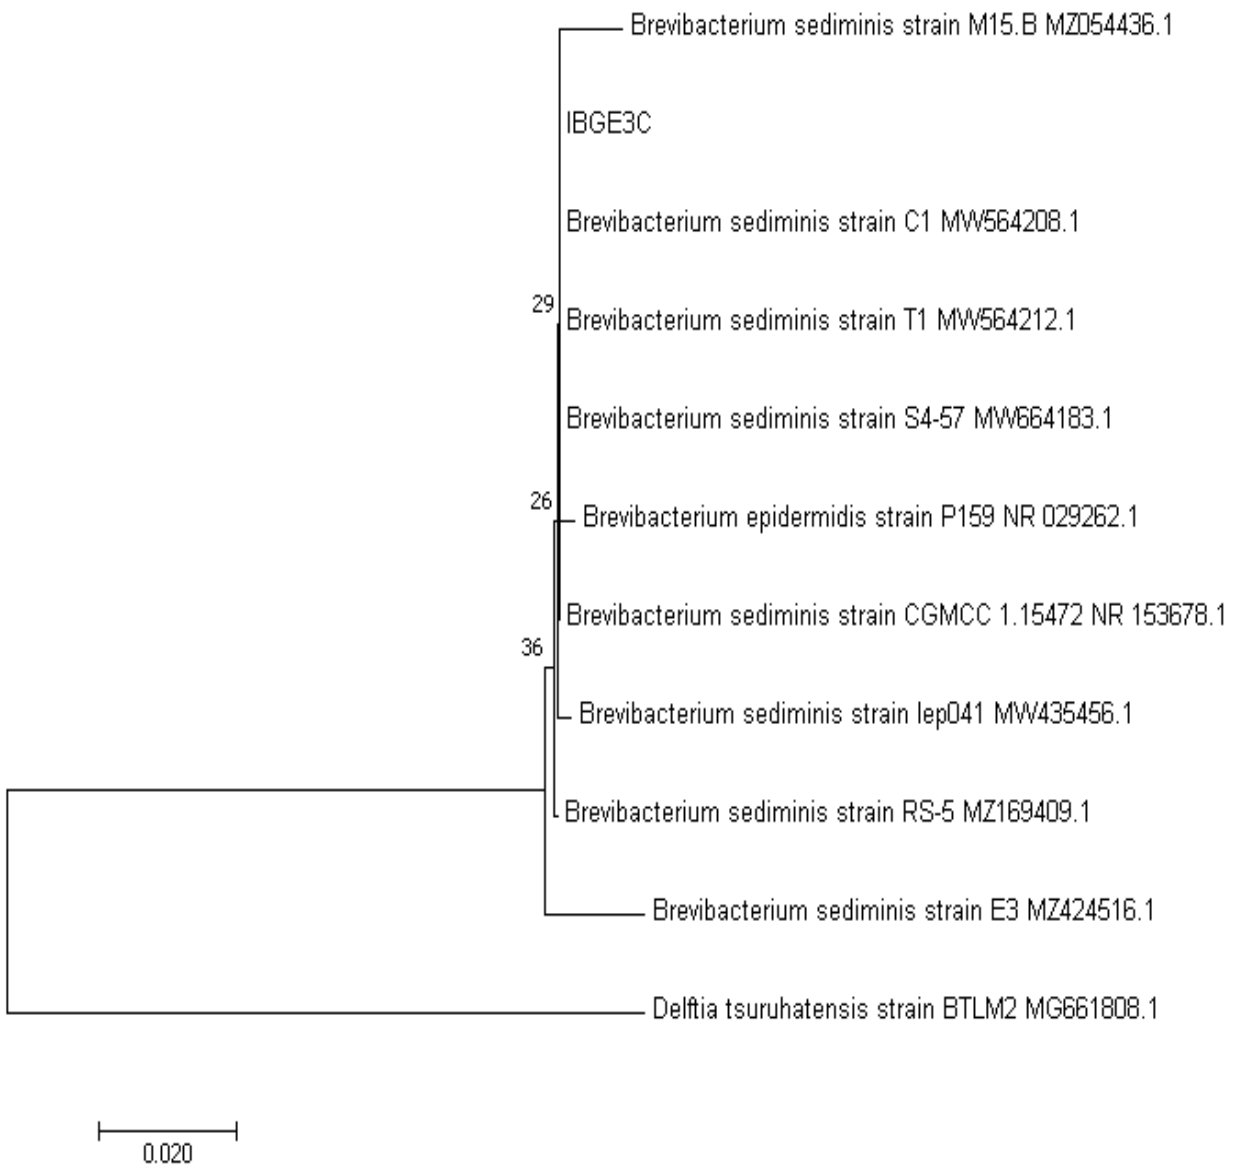 Brevibacterium sediminis strain M15.B MZ054436.1
IBGE3C
Brevibacterium sediminis strain C1 MW564208.1
29
Brevibacterium sediminis strain T1 MW564212.1
Brevibacterium sediminis strain S4-57 MW664183.1
26
Brevibacterium epidermidis strain P159 NR 029262.1
Brevibacterium sediminis strain CGMCC 1.15472 NR 153678.1
36
Brevibacterium sediminis strain lep041 MW435456.1
Brevibacterium sediminis strain RS-5 MZ169409.1
Brevibacterium sediminis strain E3 MZ424516.1
Delftia tsuruhatensis strain BTLM2 MG661808.1
0.020